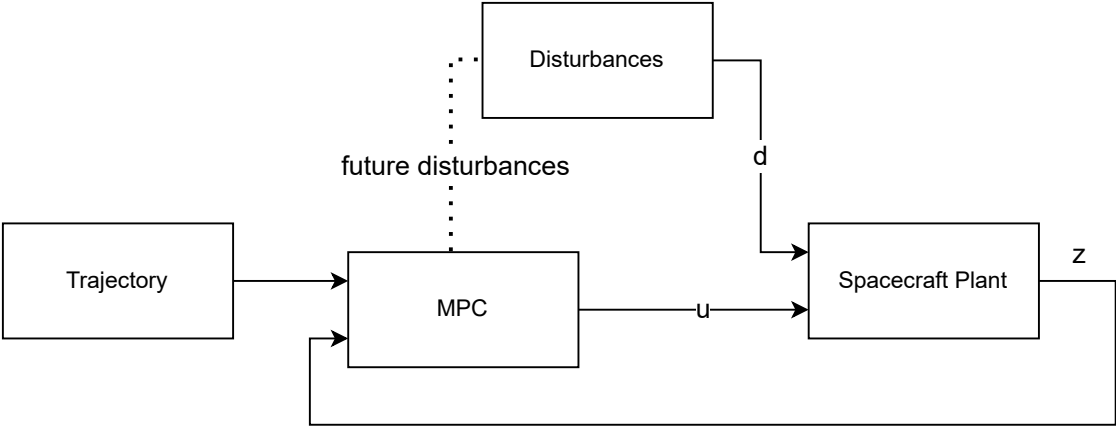 Disturbances
future disturbances
d
Trajectory
MPC
u
Spacecraft Plant
z